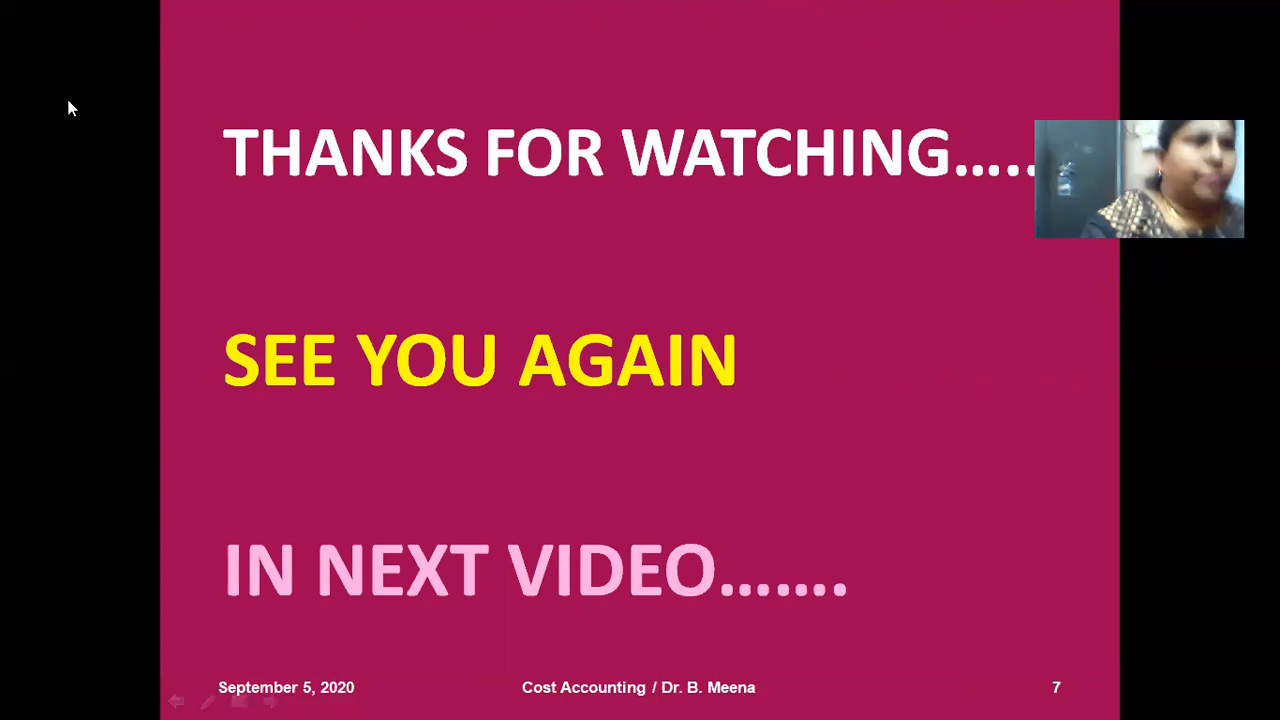 THANKS FOR WATCHING…..
SEE YOU AGAIN
IN NEXT VIDEO…….
September 5, 2020
Cost Accounting / Dr. B. Meena
7